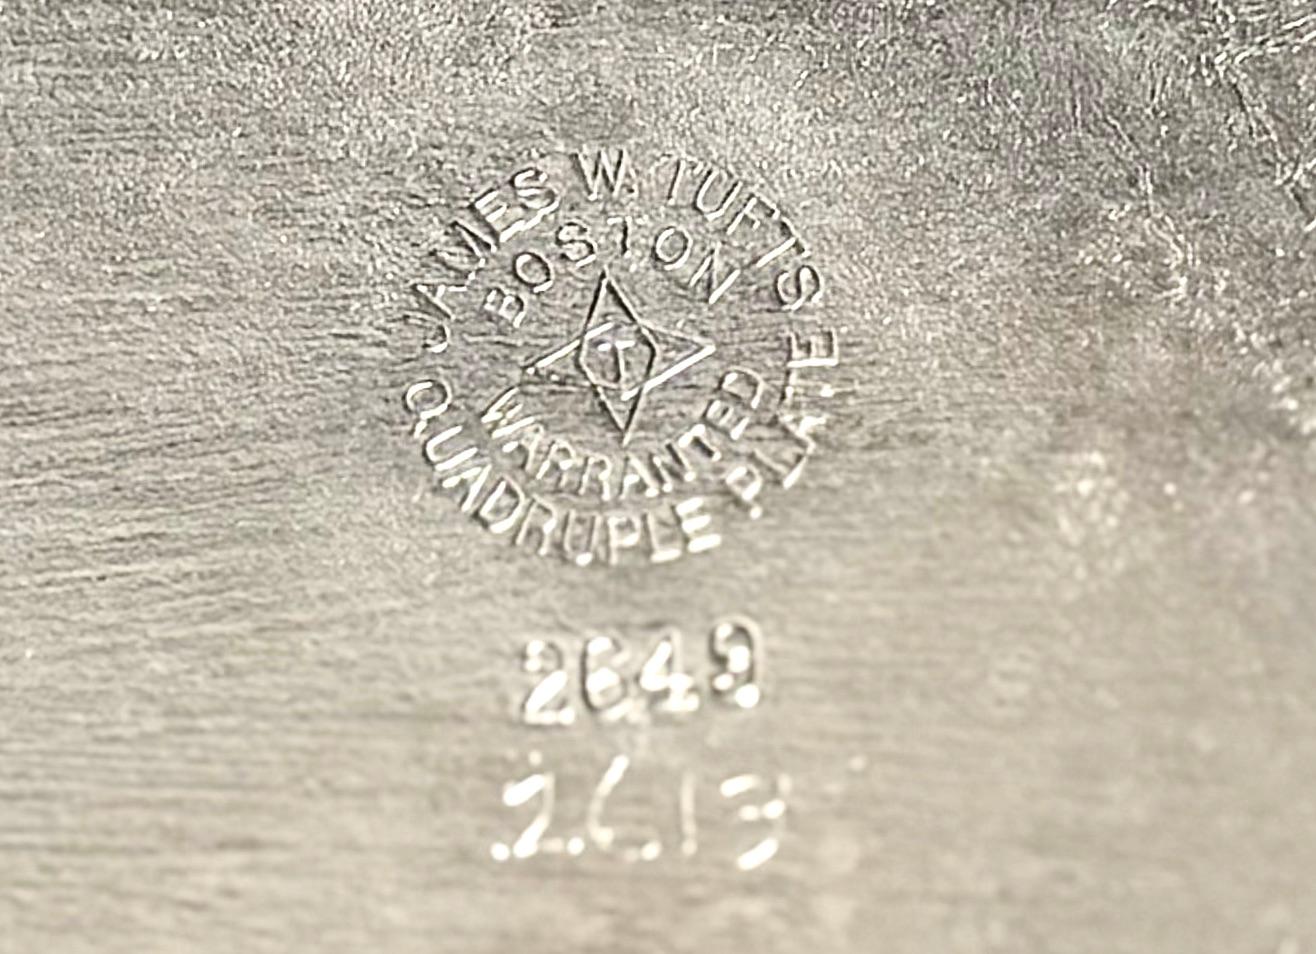 JAMES W. TUFTS
BOSTON
T
WARRANTED
QUADRUPLE PLATE
2649
2613